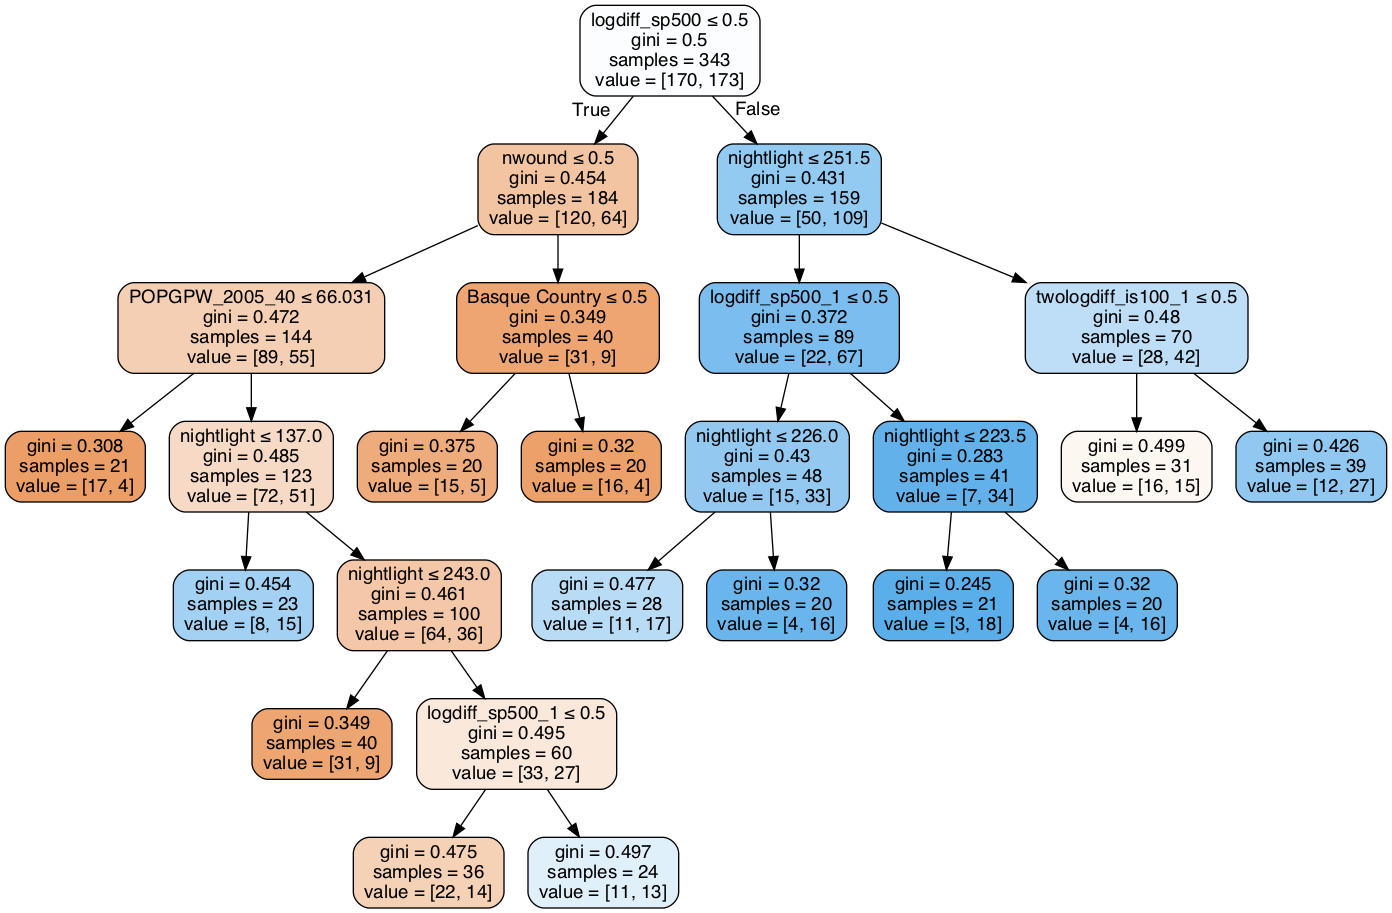 logdiff_sp500 ≤ 0.5
gini = 0.5
samples = 343
value = [170, 173]
True
False
nwound ≤ 0.5
gini = 0.454
samples = 184
value = [120, 64]
nightlight ≤ 251.5
gini = 0.431
samples = 159
value = [50, 109]
POPGPW_2005_40 ≤ 66.031
gini = 0.472
samples = 144
value = [89, 55]
Basque Country ≤ 0.5
gini = 0.349
samples = 40
value = [31, 9]
logdiff_sp500_1 ≤ 0.5
gini = 0.372
samples = 89
value = [22, 67]
twologdiff_is100_1 ≤ 0.5
gini = 0.48
samples = 70
value = [28, 42]
gini = 0.308
samples = 21
value = [17, 4]
nightlight ≤ 137.0
gini = 0.485
samples = 123
value = [72, 51]
gini = 0.375
samples = 20
value = [15, 5]
gini = 0.32
samples = 20
value = [16, 4]
nightlight ≤ 226.0
gini = 0.43
samples = 48
value = [15, 33]
nightlight ≤ 223.5
gini = 0.283
samples = 41
value = [7, 34]
gini = 0.499
samples = 31
value = [16, 15]
gini = 0.426
samples = 39
value = [12, 27]
gini = 0.454
samples = 23
value = [8, 15]
nightlight ≤ 243.0
gini = 0.461
samples = 100
value = [64, 36]
gini = 0.477
samples = 28
value = [11, 17]
gini = 0.32
samples = 20
value = [4, 16]
gini = 0.245
samples = 21
value = [3, 18]
gini = 0.32
samples = 20
value = [4, 16]
gini = 0.349
samples = 40
value = [31, 9]
logdiff_sp500_1 ≤ 0.5
gini = 0.495
samples = 60
value = [33, 27]
gini = 0.475
samples = 36
value = [22, 14]
gini = 0.497
samples = 24
value = [11, 13]